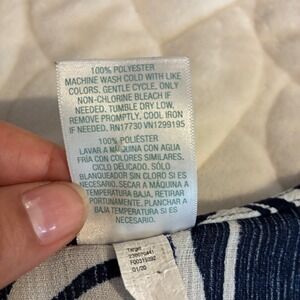 100% POLYESTER
MACHINE WASH COLD WITH LIKE
COLORS. GENTLE CYCLE, ONLY
NON-CHLORINE BLEACH IF
NEEDED. TUMBLE DRY LOW,
REMOVE PROMPTLY, COOL IRON
IF NEEDED. RN17730 VN1299195
100% POLIÉSTER
LAVAR A MÁQUINA CON AGUA
FRÍA CON COLORES SIMILARES.
CICLO DELICADO. SÓLO
BLANQUEADOR SIN CLORO SI ES
NECESARIO. SECAR A MÁQUINA A
TEMPERATURA BAJA, RETIRAR
PORTUNAMENTE. PLANCHAR A
BAJA TEMPERATURA SI ES
NECESARIO.
Target
01/20